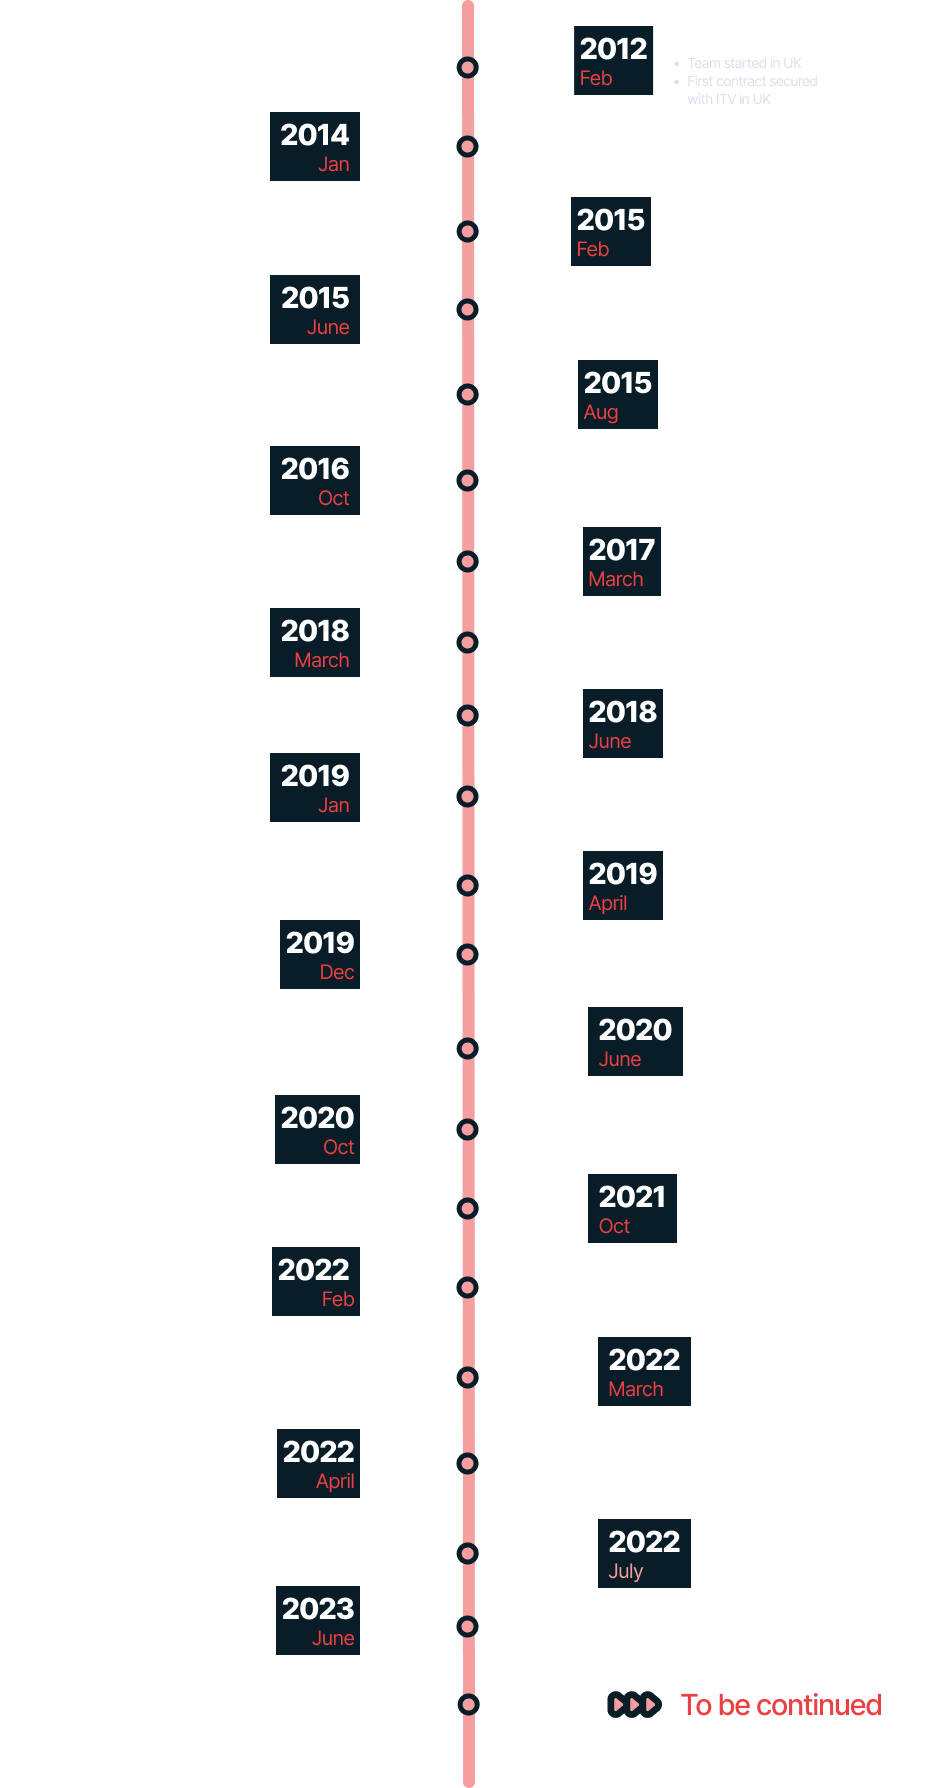 2012
Feb
Team started in UK
First contract secured
with ITV in UK
2014
Jan
2015
Feb
2015
June
2015
Aug
2016
Oct
2017
March
2018
March
2018
June
2019
Jan
2019
April
2019
Dec
2020
June
2020
Oct
2021
Oct
2022
Feb
2022
March
2022
April
2022
July
2023
June
To be continued